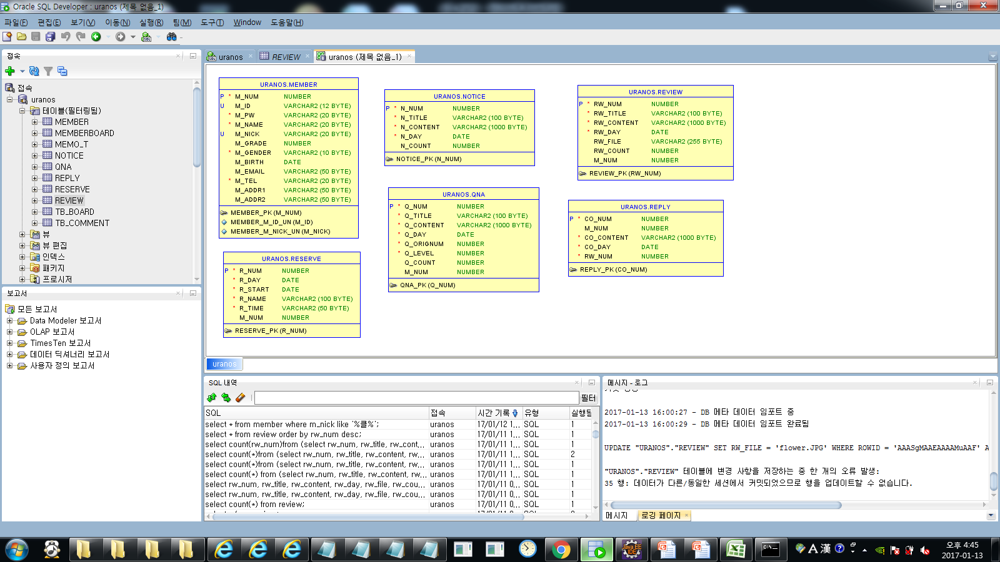 Oracle SQL Developer : uranos (제목 없음_1)
파일(F) 편집(E) 보기(V) 이동(N) 실행(R) 팀(M) 도구(T) Window 도움말(H)
접속
접속
uranos
테이블(필터링됨)
MEMBER
MEMBERBOARD
MEMO_T
NOTICE
QNA
REPLY
RESERVE
REVIEW
TB_BOARD
TB_COMMENT
뷰
뷰 편집
인덱스
패키지
프로시저
보고서
모든 보고서
Data Modeler 보고서
OLAP 보고서
TimesTen 보고서
데이터 딕셔너리 보고서
사용자 정의 보고서
uranos REVIEW uranos (제목 없음_1)
URANOS.MEMBER
P * M_NUM NUMBER
U M_ID VARCHAR2 (12 BYTE)
* M_PW VARCHAR2 (20 BYTE)
* M_NAME VARCHAR2 (20 BYTE)
U M_NICK VARCHAR2 (20 BYTE)
M_GRADE NUMBER
* M_GENDER VARCHAR2 (10 BYTE)
M_BIRTH DATE
M_EMAIL VARCHAR2 (50 BYTE)
* M_TEL VARCHAR2 (20 BYTE)
M_ADDR1 VARCHAR2 (50 BYTE)
M_ADDR2 VARCHAR2 (50 BYTE)
MEMBER_PK (M_NUM)
MEMBER_M_ID_UN (M_ID)
MEMBER_M_NICK_UN (M_NICK)
URANOS.RESERVE
P * R_NUM NUMBER
* R_DAY DATE
* R_START DATE
* R_NAME VARCHAR2 (100 BYTE)
* R_TIME VARCHAR2 (50 BYTE)
M_NUM NUMBER
RESERVE_PK (R_NUM)
URANOS.NOTICE
P * N_NUM NUMBER
* N_TITLE VARCHAR2 (100 BYTE)
* N_CONTENT VARCHAR2 (1000 BYTE)
* N_DAY DATE
N_COUNT NUMBER
NOTICE_PK (N_NUM)
URANOS.QNA
P * Q_NUM NUMBER
* Q_TITLE VARCHAR2 (100 BYTE)
* Q_CONTENT VARCHAR2 (1000 BYTE)
* Q_DAY DATE
* Q_ORIGNUM NUMBER
* Q_LEVEL NUMBER
Q_COUNT NUMBER
M_NUM NUMBER
QNA_PK (Q_NUM)
URANOS.REVIEW
P * RW_NUM NUMBER
* RW_TITLE VARCHAR2 (100 BYTE)
* RW_CONTENT VARCHAR2 (1000 BYTE)
* RW_DAY DATE
RW_FILE VARCHAR2 (255 BYTE)
RW_COUNT NUMBER
M_NUM NUMBER
REVIEW_PK (RW_NUM)
URANOS.REPLY
P * CO_NUM NUMBER
M_NUM NUMBER
* CO_CONTENT VARCHAR2 (1000 BYTE)
* CO_DAY DATE
* RW_NUM NUMBER
REPLY_PK (CO_NUM)
uranos
SQL 내역
필터
SQL 접속 시간 기록 유형 실행됨
select * from member where m_nick like '%클%'; uranos 17/01/12 1... SQL 1
select * from review order by rw_num desc; uranos 17/01/11 1... SQL 1
select count(rw_num)from (select rw_num, rw_title, rw_cont... uranos 17/01/11 1... SQL 1
select count(*)from (select rw_num, rw_title, rw_content, rw... uranos 17/01/11 1... SQL 2
select count(*)from (select rw_num, rw_title, rw_content, rw... uranos 17/01/11 1... SQL 1
select count(*) from (select rw_num, rw_title, rw_content, rw... uranos 17/01/11 1... SQL 1
select rw_num, rw_title, rw_content, rw_day, rw_file, rw_cou... uranos 17/01/11 0... SQL 1
select rw_num, rw_title, rw_content, rw_day, rw_file, rw_cou... uranos 17/01/11 0... SQL 1
select count(*) from review; uranos 17/01/11 0... SQL 1
메시지 - 로그
2017-01-13 16:00:27 - DB 메타 데이터 임포트 중
2017-01-13 16:00:29 - DB 메타 데이터 임포트 완료됨
UPDATE "URANOS"."REVIEW" SET RW_FILE = 'flower.JPG' WHERE ROWID = 'AAASgMAAEAAAAMuAAF' A
"URANOS"."REVIEW" 테이블에 변경 사항을 저장하는 중 한 개의 오류 발생:
35 행: 데이터가 다른/동일한 세션에서 커밋되었으므로 행을 업데이트할 수 없습니다.
메시지 로깅 페이지
Java EE
IDE
C:\.
A 漢
오후 4:45
2017-01-13